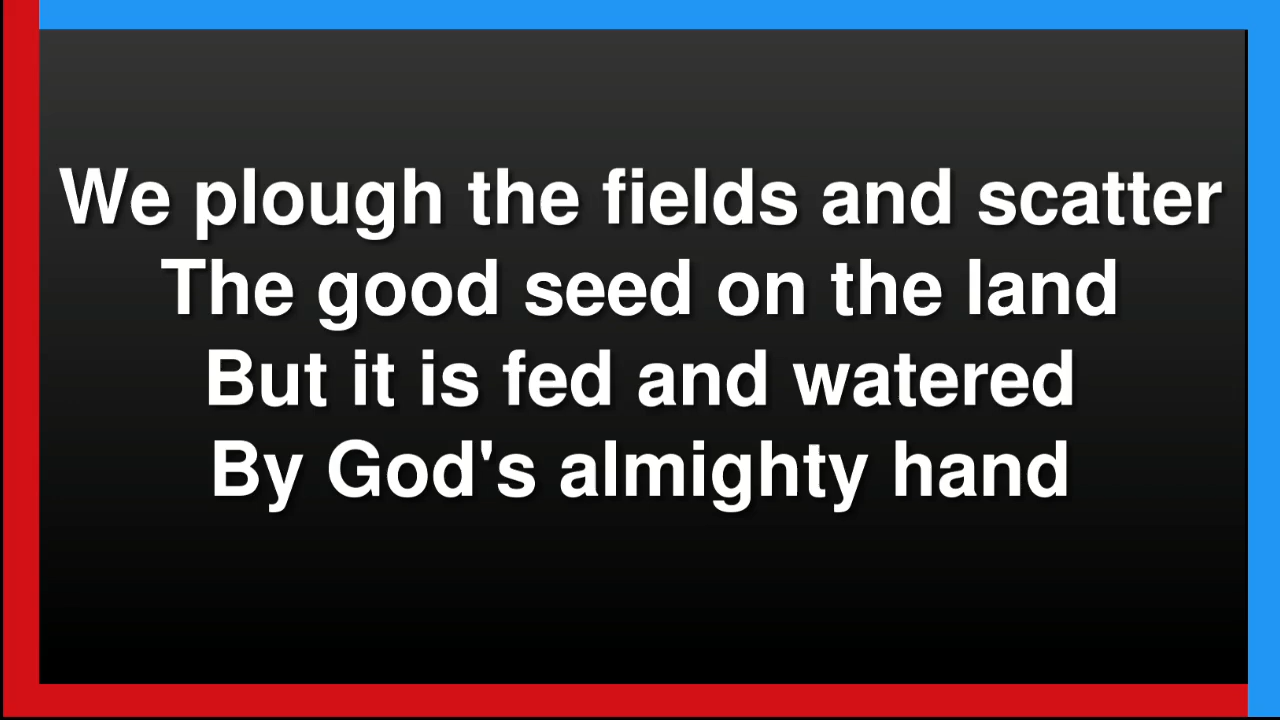 We plough the fields and scatter
The good seed on the land
But it is fed and watered
By God's almighty hand